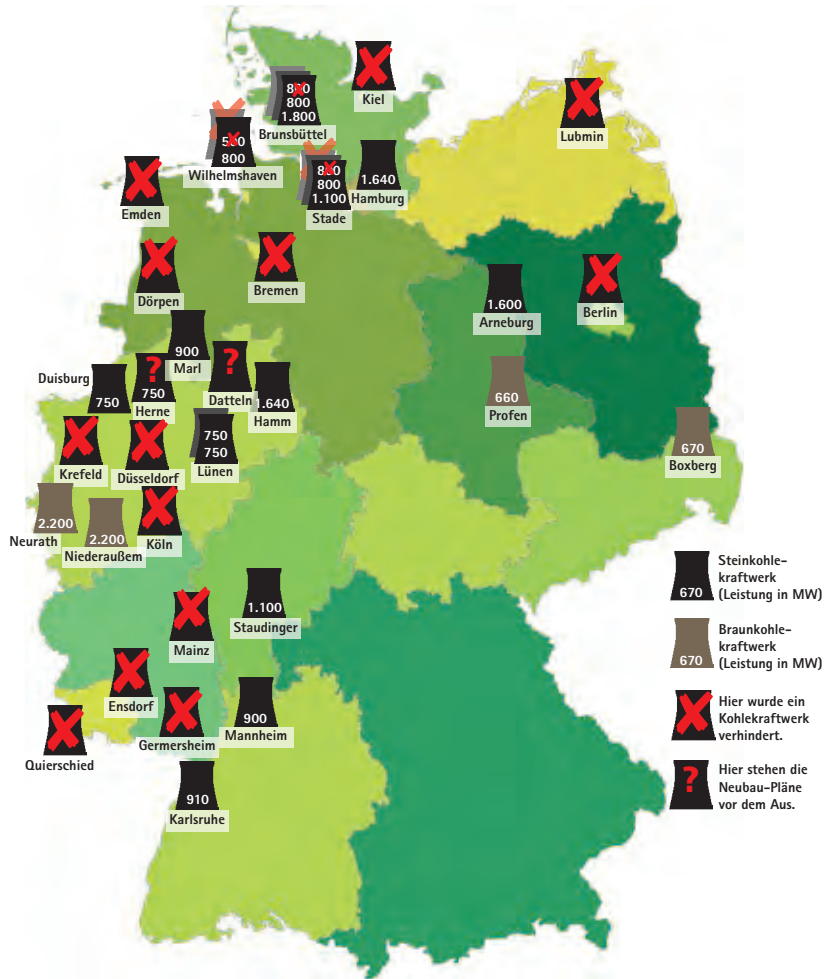 Kiel
800
800
1.800
Brunsbüttel
Lubmin
800
Wilhelmshaven
800
1.100
Stade
1.640
Hamburg
Emden
Bremen
Dörpen
1.600
Arneburg
Berlin
900
Marl
Duisburg
750
?
750
Herne
?
Datteln
1.640
Hamm
660
Profen
750
750
Lünen
Krefeld
Düsseldorf
670
Boxberg
2.200
Neurath
2.200
Niederaußem
Köln
1.100
Staudinger
Mainz
Ensdorf
Germersheim
900
Mannheim
Quierschied
910
Karlsruhe
670
Steinkohle-
kraftwerk
(Leistung in MW)
670
Braunkohle-
kraftwerk
(Leistung in MW)
Hier wurde ein
Kohlekraftwerk
verhindert.
?
Hier stehen die
Neubau-Pläne
vor dem Aus.